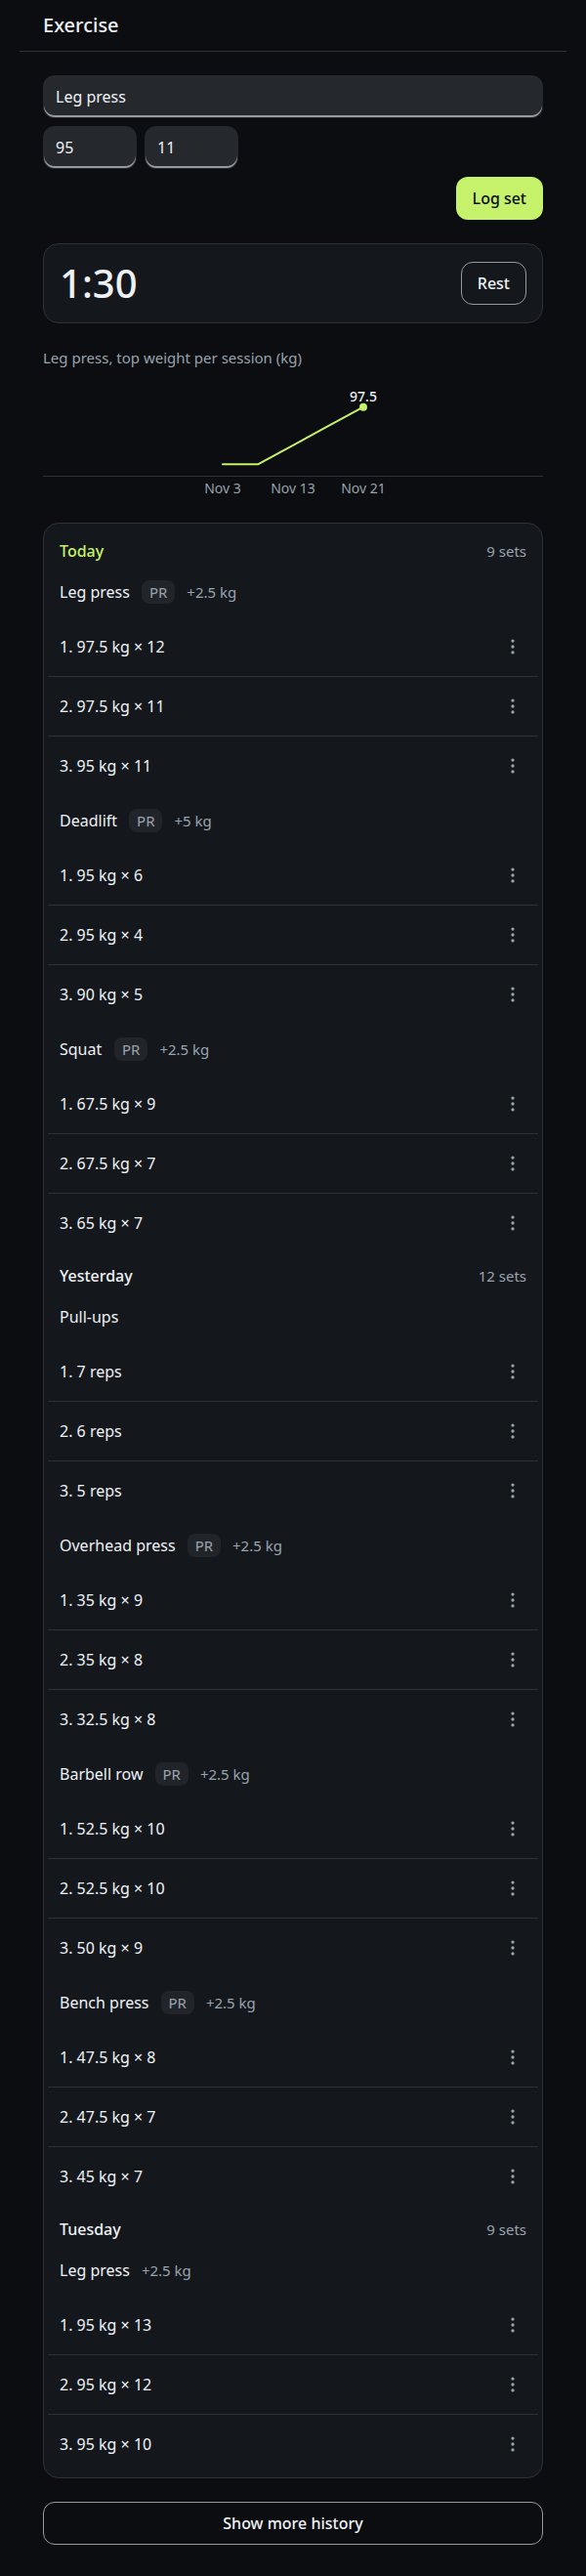 Exercise
Leg press
95 11
Log set
1:30 Rest
Leg press, top weight per session (kg)
97.5
Nov 3 Nov 13 Nov 21
Today 9 sets
Leg press PR +2.5 kg
1. 97.5 kg × 12
2. 97.5 kg × 11
3. 95 kg × 11
Deadlift PR +5 kg
1. 95 kg × 6
2. 95 kg × 4
3. 90 kg × 5
Squat PR +2.5 kg
1. 67.5 kg × 9
2. 67.5 kg × 7
3. 65 kg × 7
Yesterday 12 sets
Pull-ups
1. 7 reps
2. 6 reps
3. 5 reps
Overhead press PR +2.5 kg
1. 35 kg × 9
2. 35 kg × 8
3. 32.5 kg × 8
Barbell row PR +2.5 kg
1. 52.5 kg × 10
2. 52.5 kg × 10
3. 50 kg × 9
Bench press PR +2.5 kg
1. 47.5 kg × 8
2. 47.5 kg × 7
3. 45 kg × 7
Tuesday 9 sets
Leg press +2.5 kg
1. 95 kg × 13
2. 95 kg × 12
3. 95 kg × 10
Show more history